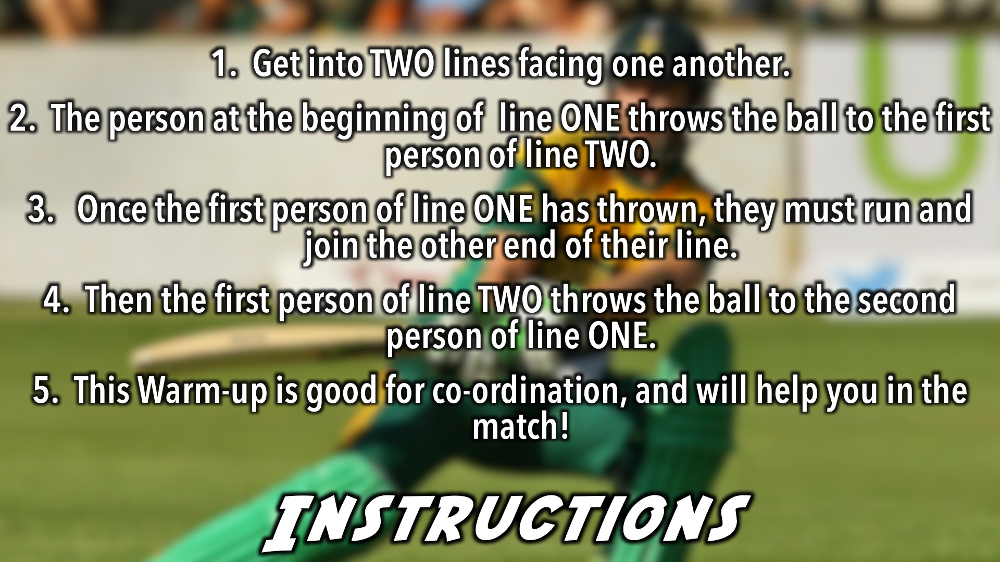 1. Get into TWO lines facing one another.
2. The person at the beginning of line ONE throws the ball to the first
person of line TWO.
3. Once the first person of line ONE has thrown, they must run and
join the other end of their line.
4. Then the first person of line TWO throws the ball to the second
person of line ONE.
5. This Warm-up is good for co-ordination, and will help you in the
match!
INSTRUCTIONS